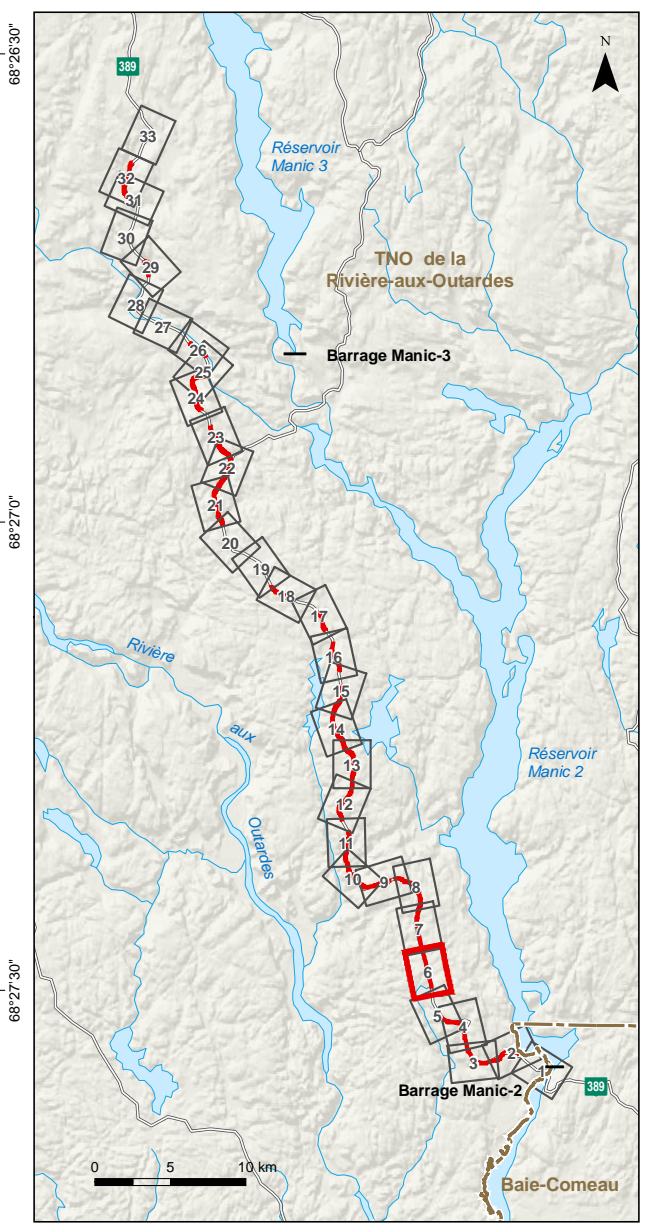 68°26'30"
389
N
33
Réservoir
Manic 3
32
31
30
TNO de la
Rivière-aux-Outardes
29
28
27
26
Barrage Manic-3
25
24
23
22
21
68°27'0"
20
19
18
17
Rivière
16
15
aux
14
Réservoir
Manic 2
13
12
Outardes
11
10
9
8
7
6
68°27'30"
5
4
2
3
1
Barrage Manic-2
389
0 5 10 km
Baie-Comeau